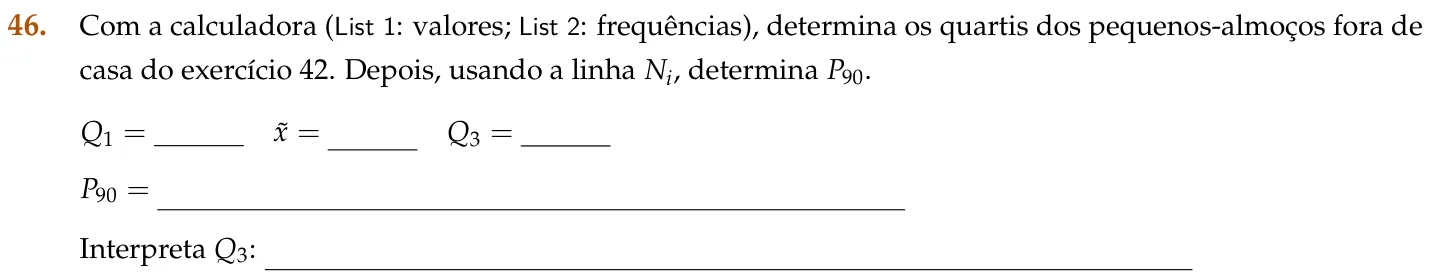 46. Com a calculadora (List 1: valores; List 2: frequências), determina os quartis dos pequenos-almoços fora de
casa do exercício 42. Depois, usando a linha Nᵢ, determina P₉₀.
Q₁ = ______ x̃ = ______ Q₃ = ______
P₉₀ = ______
Interpreta Q₃: ______